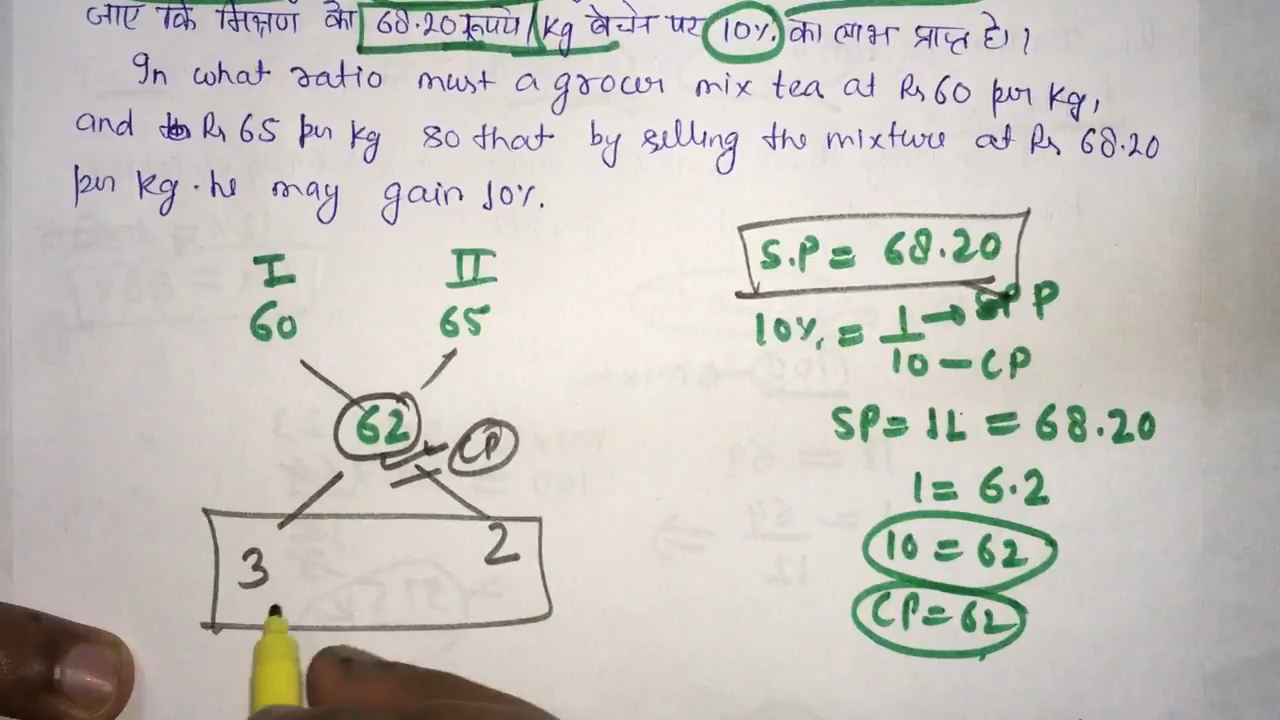 जाए कि मिश्रण को 68.20 रूपये/kg बेचने पर 10% का लाभ प्राप्त हो।
In what ratio must a grocer mix tea at Rs 60 per kg,
and Rs 65 per kg so that by selling the mixture at Rs 68.20
per kg. he may gain 10%.
I II
60 65
62 CP
3 2
S.P = 68.20
10% = 1/10 → P
- CP
SP = 11 = 68.20
1 = 6.2
10 = 62
CP = 62